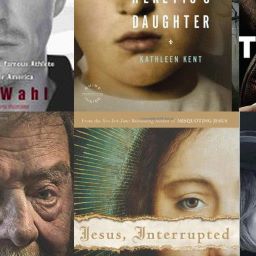 HERETIC'S
DAUGHTER
KATHLEEN KENT
Famous Athlete
America
Wahl
T
From the New York Times Bestselling author of MISQUOTING JESUS
Jesus, Interrupted